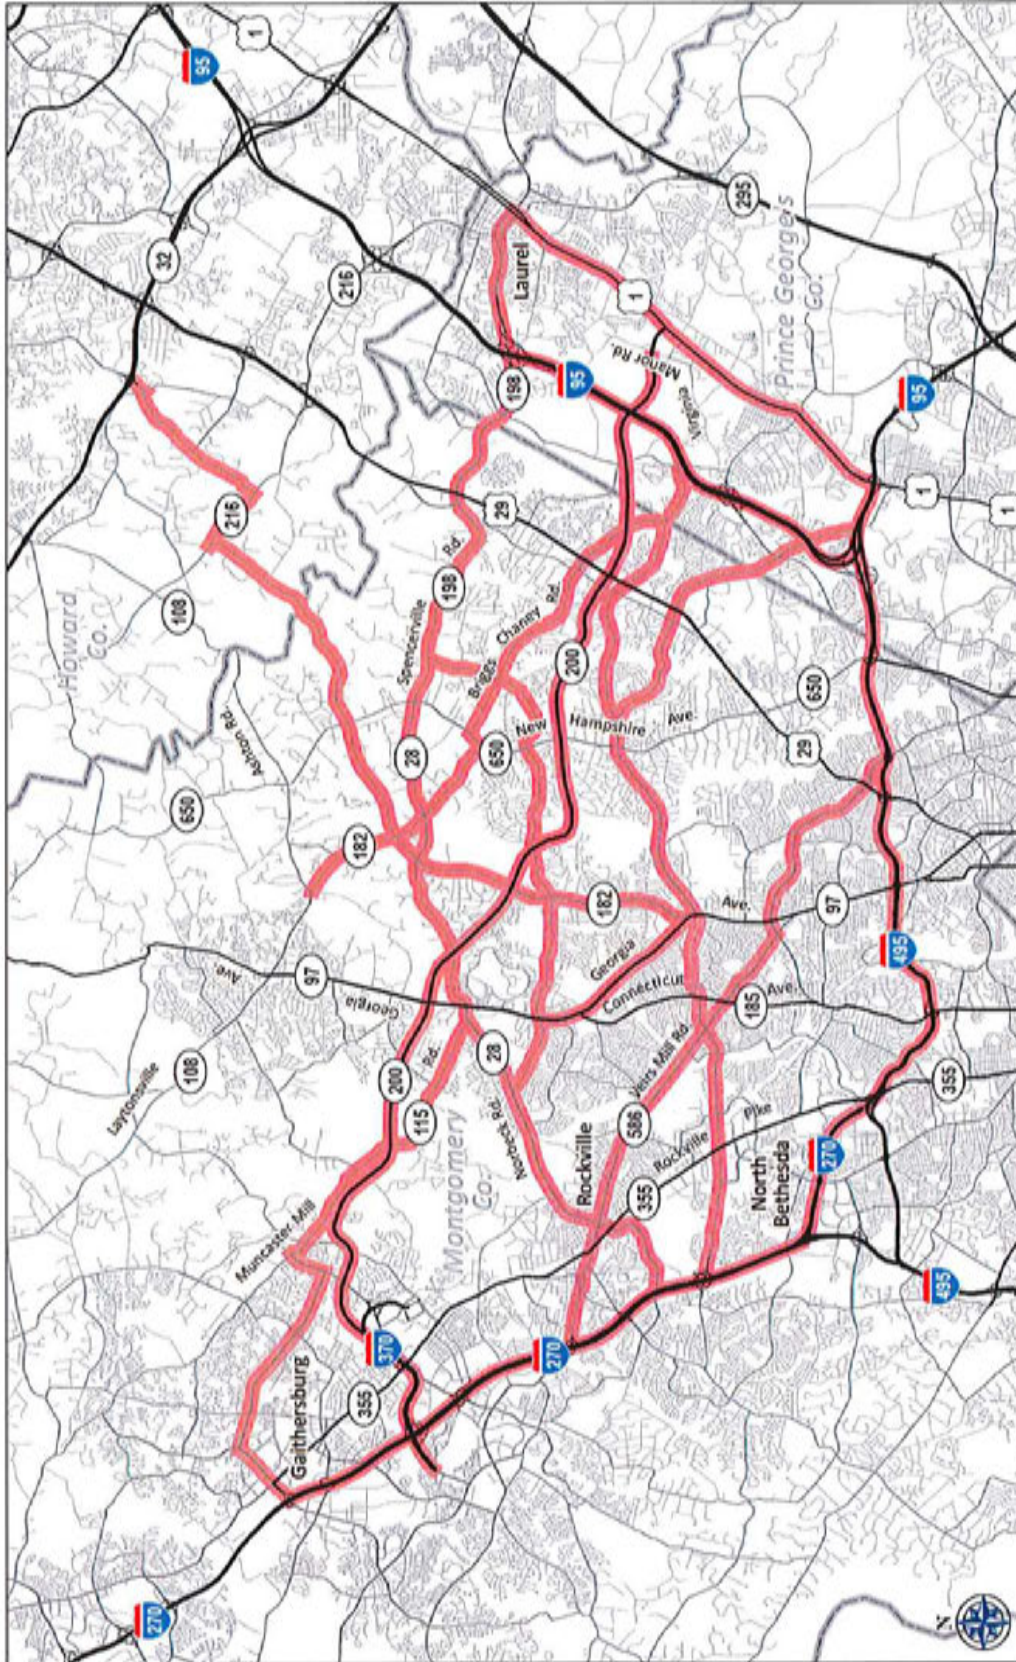 270
Howard
Co.
108
Laytonsville
650
108
32
95
1
Ave
Ashton Rd.
216
Muncaster Mill
97
Gaithersburg
182
216
355
370
Georgia
200
28
Spencerville
115
Rd.
198
Rd.
Montgomery
Co.
28
650
Briggs
Chaney
Rd.
29
198
Laurel
Norbeck Rd.
New
270
200
95
Rockville
182
Hampshire
Georgia
586
Veirs Mill Rd.
Connecticut
Ave.
1
Manor Rd.
355
Rockville
Pike
Virginia
Ave.
185
Ave.
295
North
Bethesda
Prince Georges
Co.
270
97
29
650
495
495
95
1
355
1
N